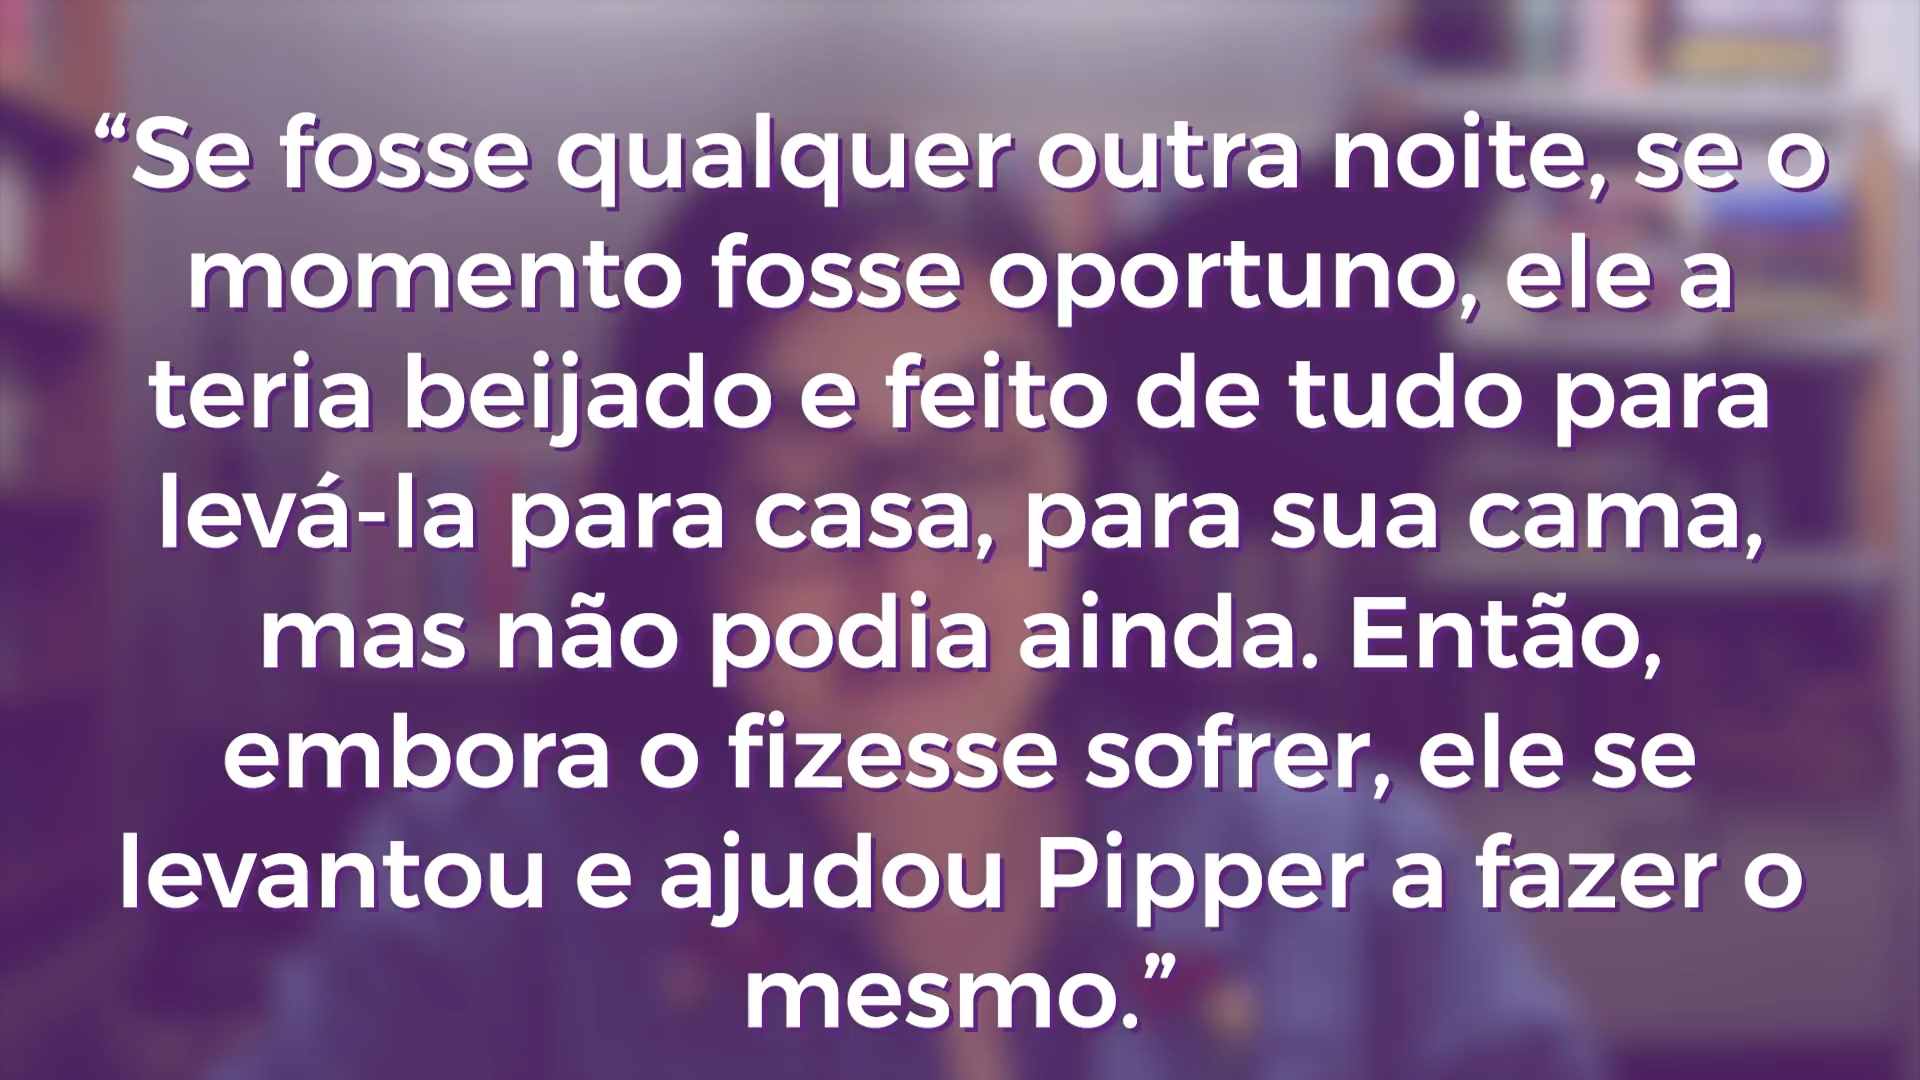 “Se fosse qualquer outra noite, se o
momento fosse oportuno, ele a
teria beijado e feito de tudo para
levá-la para casa, para sua cama,
mas não podia ainda. Então,
embora o fizesse sofrer, ele se
levantou e ajudou Pipper a fazer o
mesmo.”